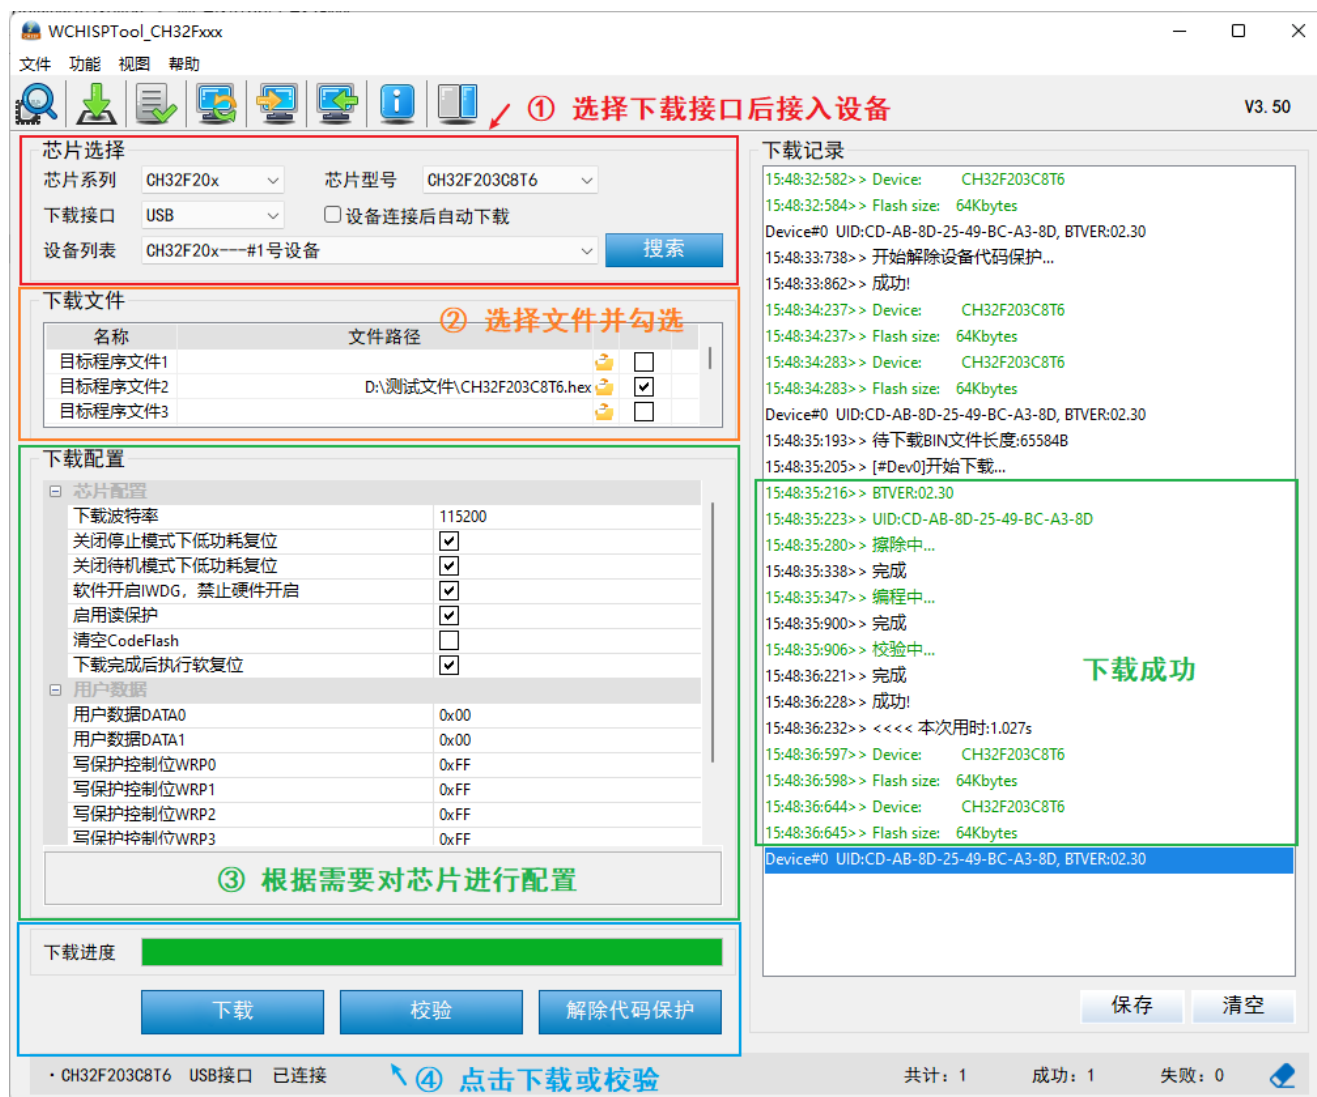 WCHISPTool_CH32Fxxx
文件 功能 视图 帮助
① 选择下载接口后接入设备
V3.50
芯片选择
芯片系列 CH32F20x 芯片型号 CH32F203C8T6
下载接口 USB 设备连接后自动下载
设备列表 CH32F20x---#1号设备 搜索
下载文件
② 选择文件并勾选
名称 文件路径
目标程序文件1
目标程序文件2 D:\测试文件\CH32F203C8T6.hex
目标程序文件3
下载配置
芯片配置
下载波特率 115200
关闭停止模式下低功耗复位
关闭待机模式下低功耗复位
软件开启IWDG，禁止硬件开启
启用读保护
清空CodeFlash
下载完成后执行软复位
用户数据
用户数据DATA0 0x00
用户数据DATA1 0x00
写保护控制位WRP0 0xFF
写保护控制位WRP1 0xFF
写保护控制位WRP2 0xFF
写保护控制位WRP3 0xFF
③ 根据需要对芯片进行配置
下载进度
下载 校验 解除代码保护
④ 点击下载或校验
下载记录
15:48:32:582>> Device: CH32F203C8T6
15:48:32:584>> Flash size: 64Kbytes
Device#0 UID:CD-AB-8D-25-49-BC-A3-8D, BTVER:02.30
15:48:33:738>> 开始解除设备代码保护...
15:48:33:862>> 成功!
15:48:34:237>> Device: CH32F203C8T6
15:48:34:237>> Flash size: 64Kbytes
15:48:34:283>> Device: CH32F203C8T6
15:48:34:283>> Flash size: 64Kbytes
Device#0 UID:CD-AB-8D-25-49-BC-A3-8D, BTVER:02.30
15:48:35:193>> 待下载BIN文件长度:65584B
15:48:35:205>> [#Dev0]开始下载...
15:48:35:216>> BTVER:02.30
15:48:35:223>> UID:CD-AB-8D-25-49-BC-A3-8D
15:48:35:280>> 擦除中...
15:48:35:338>> 完成
15:48:35:347>> 编程中...
15:48:35:900>> 完成
15:48:35:906>> 校验中...
15:48:36:221>> 完成
下载成功
15:48:36:228>> 成功!
15:48:36:232>> <<<< 本次用时:1.027s
15:48:36:597>> Device: CH32F203C8T6
15:48:36:598>> Flash size: 64Kbytes
15:48:36:644>> Device: CH32F203C8T6
15:48:36:645>> Flash size: 64Kbytes
Device#0 UID:CD-AB-8D-25-49-BC-A3-8D, BTVER:02.30
保存 清空
·CH32F203C8T6 USB接口 已连接 共计: 1 成功: 1 失败: 0